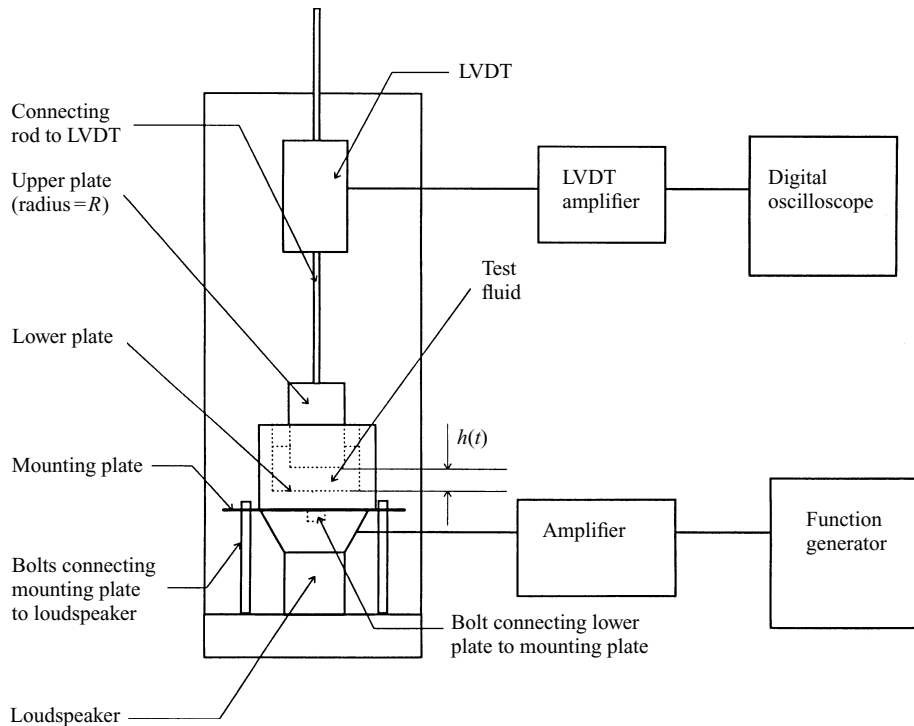 LVDT
Connecting
rod to LVDT
Upper plate
(radius=R)
LVDT
amplifier
Digital
oscilloscope
Test
fluid
Lower plate
h(t)
Mounting plate
Amplifier
Function
generator
Bolts connecting
mounting plate
to loudspeaker
Bolt connecting lower
plate to mounting plate
Loudspeaker